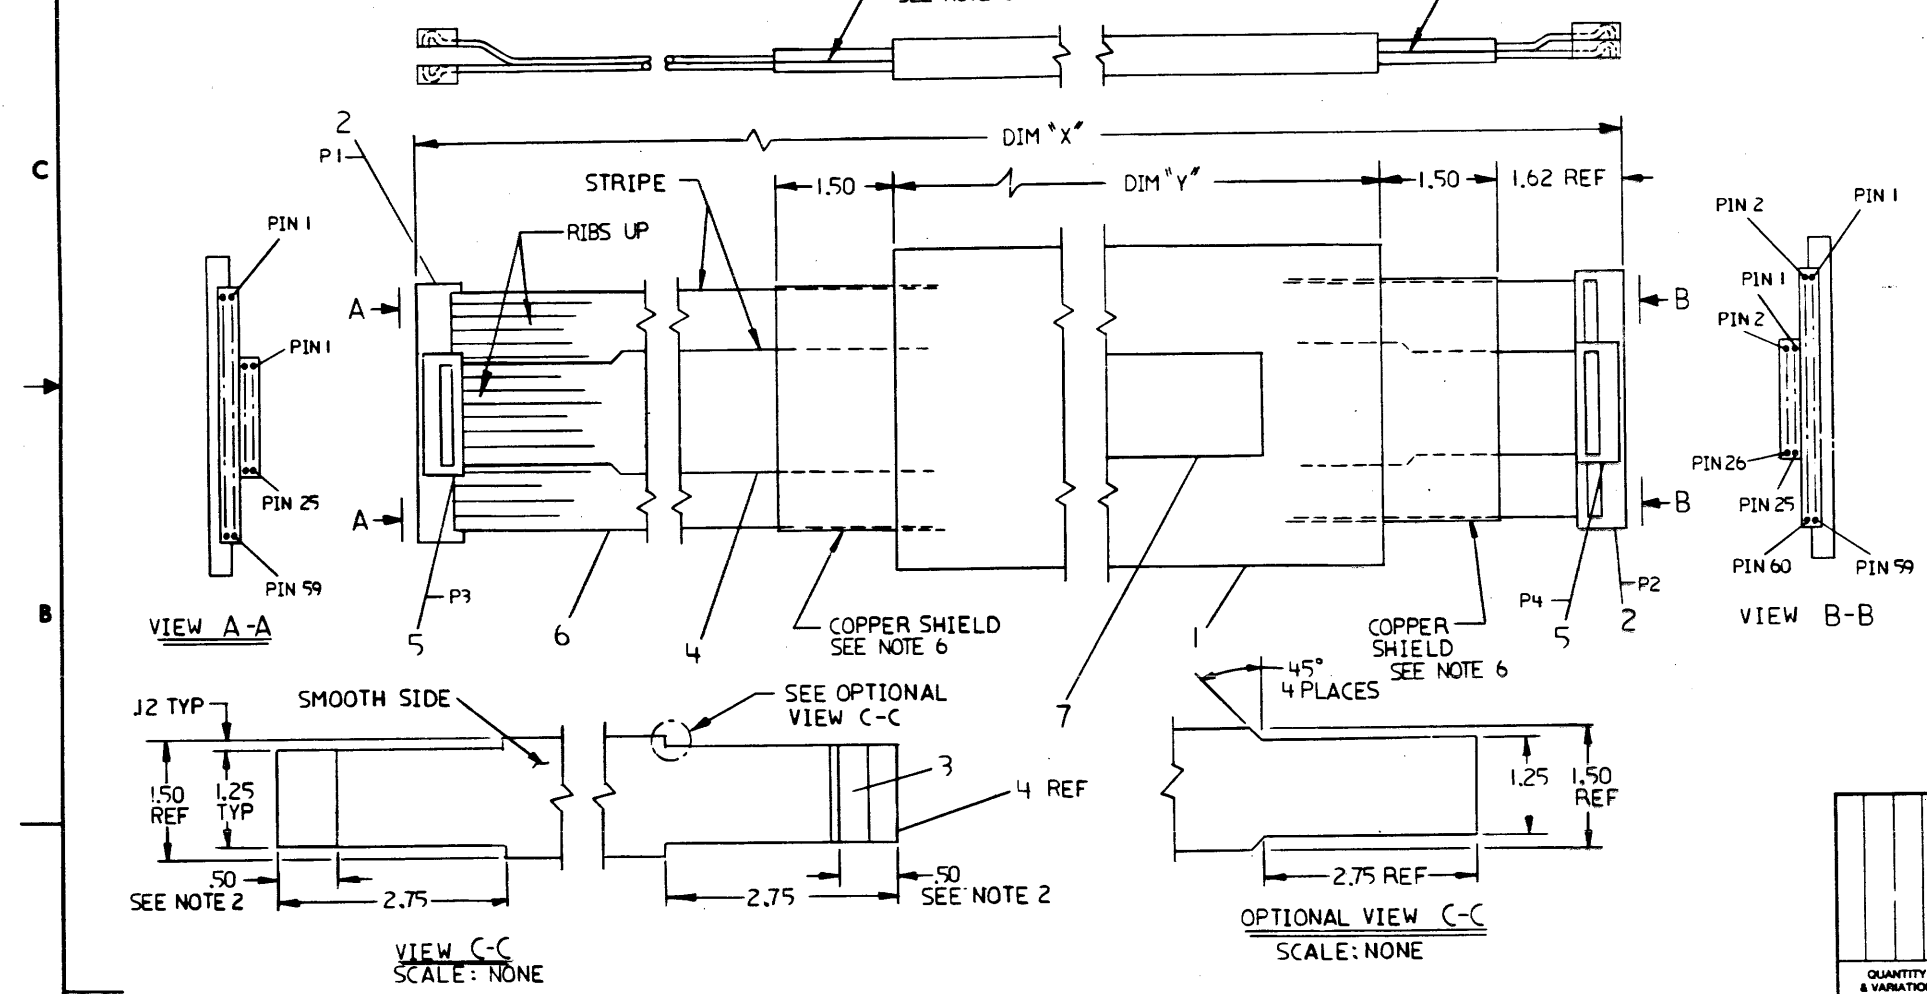 DIM "X"
2
P1
C
STRIPE
1.50
DIM "Y"
1.50
1.62 REF
PIN 1
RIBS UP
PIN 2
PIN 1
A
B
PIN 1
PIN 2
PIN 1
PIN 26
PIN 25
PIN 25
A
B
PIN 59
PIN 60
PIN 59
P3
P4
P2
B
VIEW A-A
5
6
4
COPPER SHIELD
SEE NOTE 6
1
COPPER
SHIELD
SEE NOTE 6
5
2
VIEW B-B
.12 TYP
SMOOTH SIDE
SEE OPTIONAL
VIEW C-C
7
45°
4 PLACES
3
4 REF
1.50
REF
1.25
TYP
1.25
1.50
REF
.50
SEE NOTE 2
2.75
2.75
.50
SEE NOTE 2
2.75 REF
VIEW C-C
SCALE: NONE
OPTIONAL VIEW C-C
SCALE: NONE
QUANTITY